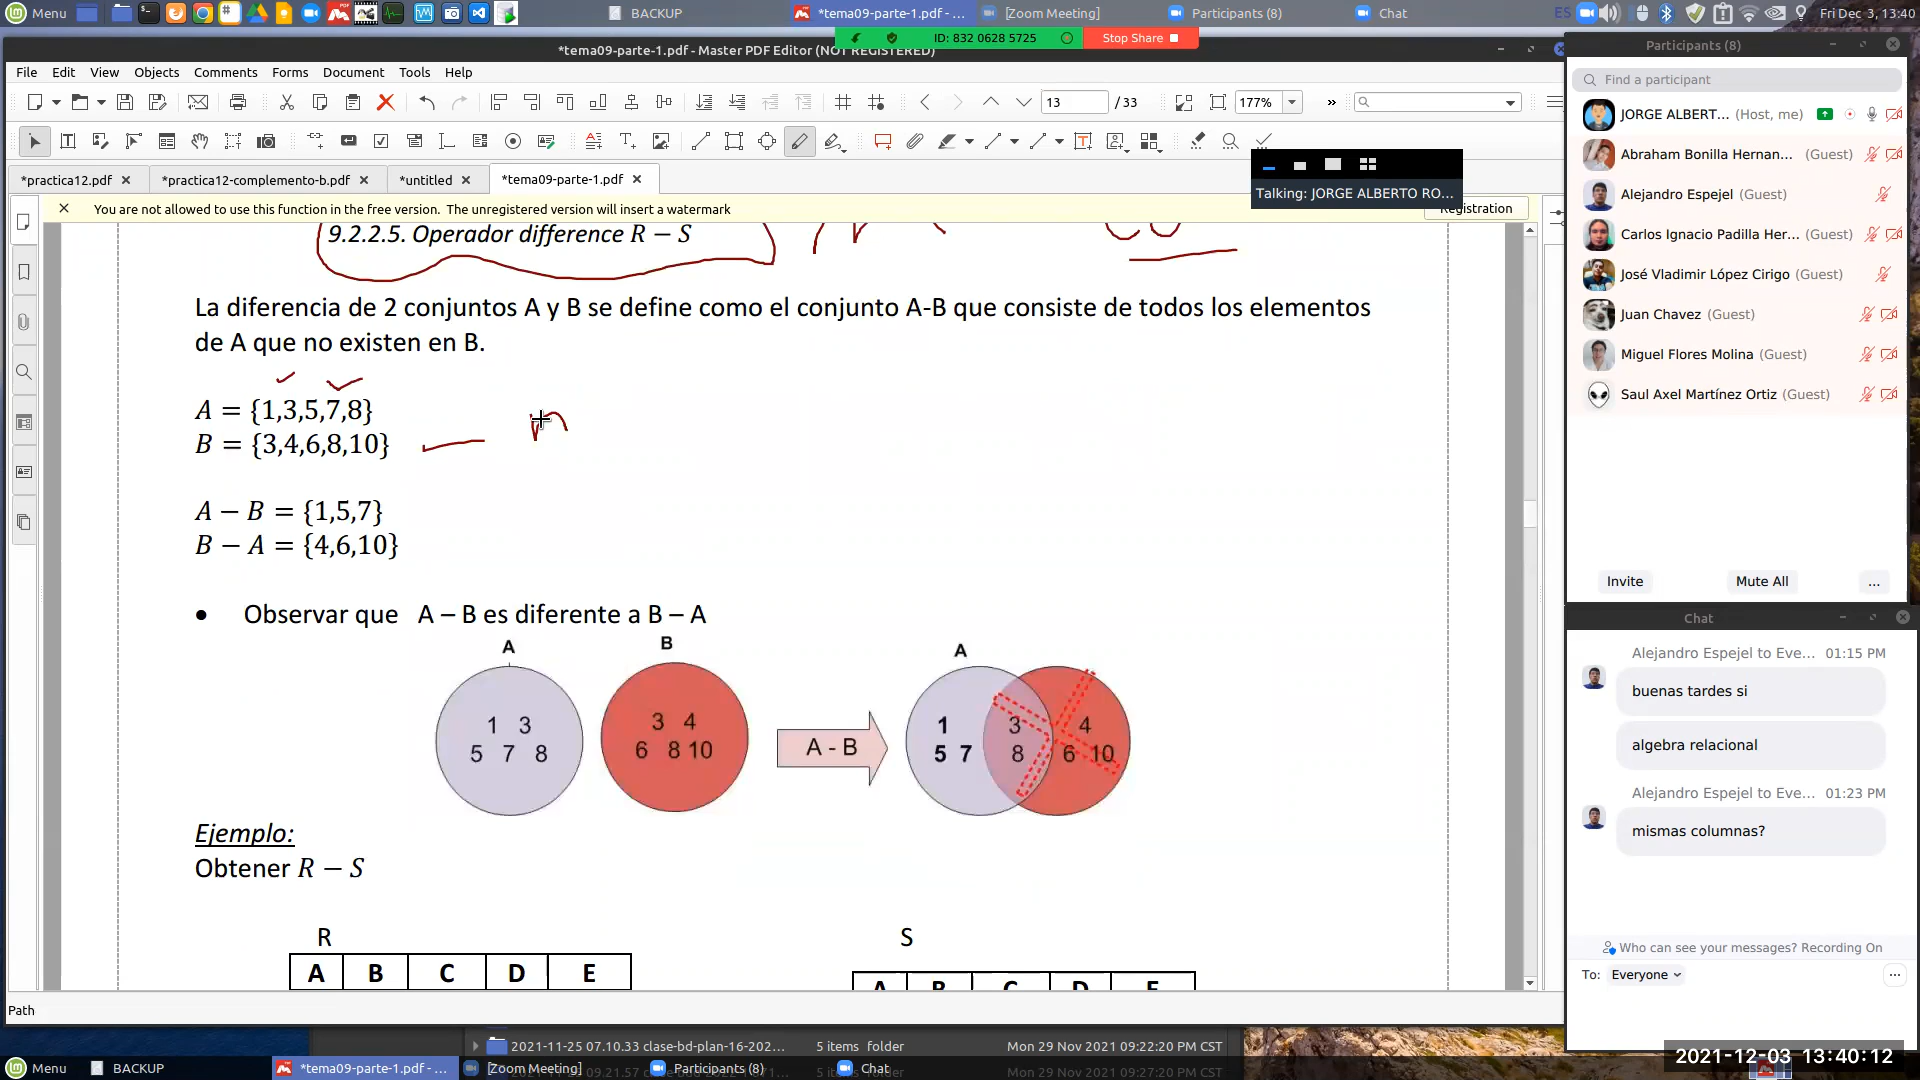 Menu
BACKUP
*tema09-parte-1.pdf - ...
[Zoom Meeting]
Participants (8)
Chat
ES
Fri Dec 3, 13:40
*tema09-parte-1.pdf - Master PDF Editor (NOT REGISTERED)
ID: 832 0628 5725
Stop Share
File Edit View Objects Comments Forms Document Tools Help
13 / 33
177%
*practica12.pdf
*practica12-complemento-b.pdf
*untitled
*tema09-parte-1.pdf
Talking: JORGE ALBERTO RO...
You are not allowed to use this function in the free version. The unregistered version will insert a watermark
Registration
9.2.2.5. Operador difference R − S
La diferencia de 2 conjuntos A y B se define como el conjunto A-B que consiste de todos los elementos
de A que no existen en B.
A = {1,3,5,7,8}
B = {3,4,6,8,10}
A − B = {1,5,7}
B − A = {4,6,10}
• Observar que A – B es diferente a B – A
A
B
A
1 3
5 7 8
3 4
6 8 10
A - B
1
5 7
3
8
4
6 10
Ejemplo:
Obtener R − S
R
S
A B C D E
A B C D E
Path
Participants (8)
Find a participant
JORGE ALBERT... (Host, me)
Abraham Bonilla Hernan... (Guest)
Alejandro Espejel (Guest)
Carlos Ignacio Padilla Her... (Guest)
José Vladimir López Cirigo (Guest)
Juan Chavez (Guest)
Miguel Flores Molina (Guest)
Saul Axel Martínez Ortiz (Guest)
Invite
Mute All
...
Chat
Alejandro Espejel to Eve... 01:15 PM
buenas tardes si
algebra relacional
Alejandro Espejel to Eve... 01:23 PM
mismas columnas?
Who can see your messages? Recording On
To: Everyone
2021-11-25 07.10.33 clase-bd-plan-16-202... 5 items folder Mon 29 Nov 2021 09:22:20 PM CST
2021-12-03 13:40:12
Menu
BACKUP
*tema09-parte-1.pdf - ...
[Zoom Meeting]
Participants (8)
Chat